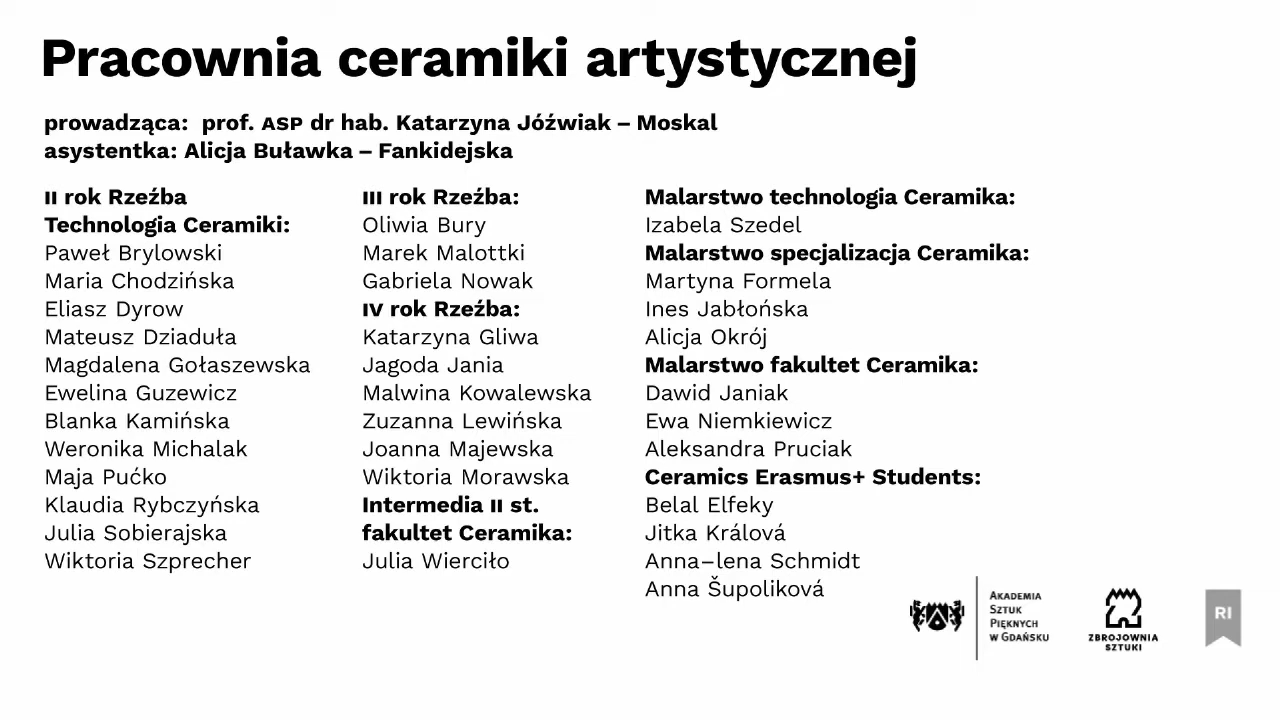 Pracownia ceramiki artystycznej
prowadząca: prof. ASP dr hab. Katarzyna Jóźwiak – Moskal
asystentka: Alicja Buławka – Fankidejska
II rok Rzeźba
Technologia Ceramiki:
Paweł Brylowski
Maria Chodzińska
Eliasz Dyrow
Mateusz Dziaduła
Magdalena Gołaszewska
Ewelina Guzewicz
Blanka Kamińska
Weronika Michalak
Maja Pućko
Klaudia Rybczyńska
Julia Sobierajska
Wiktoria Szprecher
III rok Rzeźba:
Oliwia Bury
Marek Malottki
Gabriela Nowak
IV rok Rzeźba:
Katarzyna Gliwa
Jagoda Jania
Malwina Kowalewska
Zuzanna Lewińska
Joanna Majewska
Wiktoria Morawska
Intermedia II st.
fakultet Ceramika:
Julia Wierciło
Malarstwo technologia Ceramika:
Izabela Szedel
Malarstwo specjalizacja Ceramika:
Martyna Formela
Ines Jabłońska
Alicja Okrój
Malarstwo fakultet Ceramika:
Dawid Janiak
Ewa Niemkiewicz
Aleksandra Pruciak
Ceramics Erasmus+ Students:
Belal Elfeky
Jitka Králová
Anna–lena Schmidt
Anna Šupoliková
Akademia
Sztuk
Pięknych
w Gdańsku
ZBROJOWNIA
SZTUKI
RI